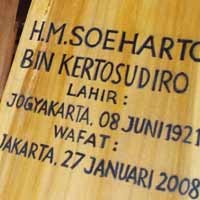 H.M.SOEHARTO
BIN KERTOSUDIRO
LAHIR :
JOGYAKARTA, 08 JUNI 1921
WAFAT :
JAKARTA, 27 JANUARI 2008